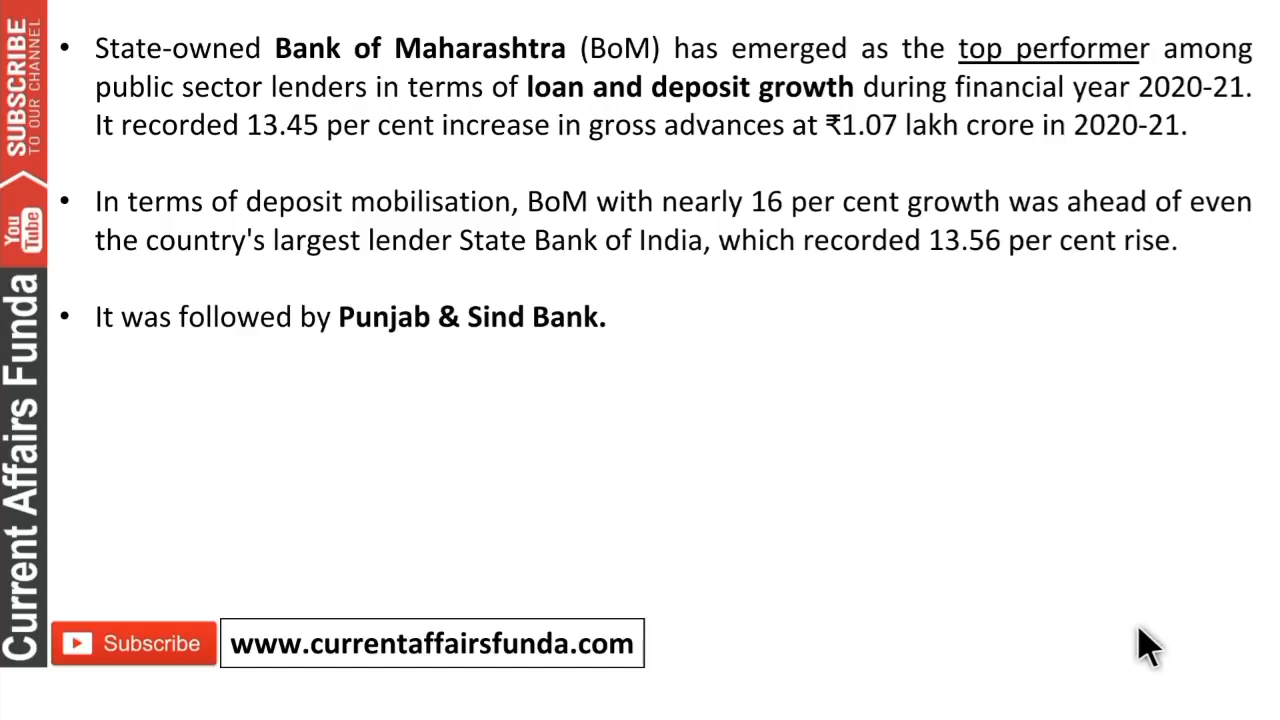 • State-owned Bank of Maharashtra (BoM) has emerged as the top performer among
public sector lenders in terms of loan and deposit growth during financial year 2020-21.
It recorded 13.45 per cent increase in gross advances at ₹1.07 lakh crore in 2020-21.
• In terms of deposit mobilisation, BoM with nearly 16 per cent growth was ahead of even
the country's largest lender State Bank of India, which recorded 13.56 per cent rise.
• It was followed by Punjab & Sind Bank.
SUBSCRIBE
TO OUR CHANNEL
You
Tube
Current Affairs Funda
Subscribe
www.currentaffairsfunda.com